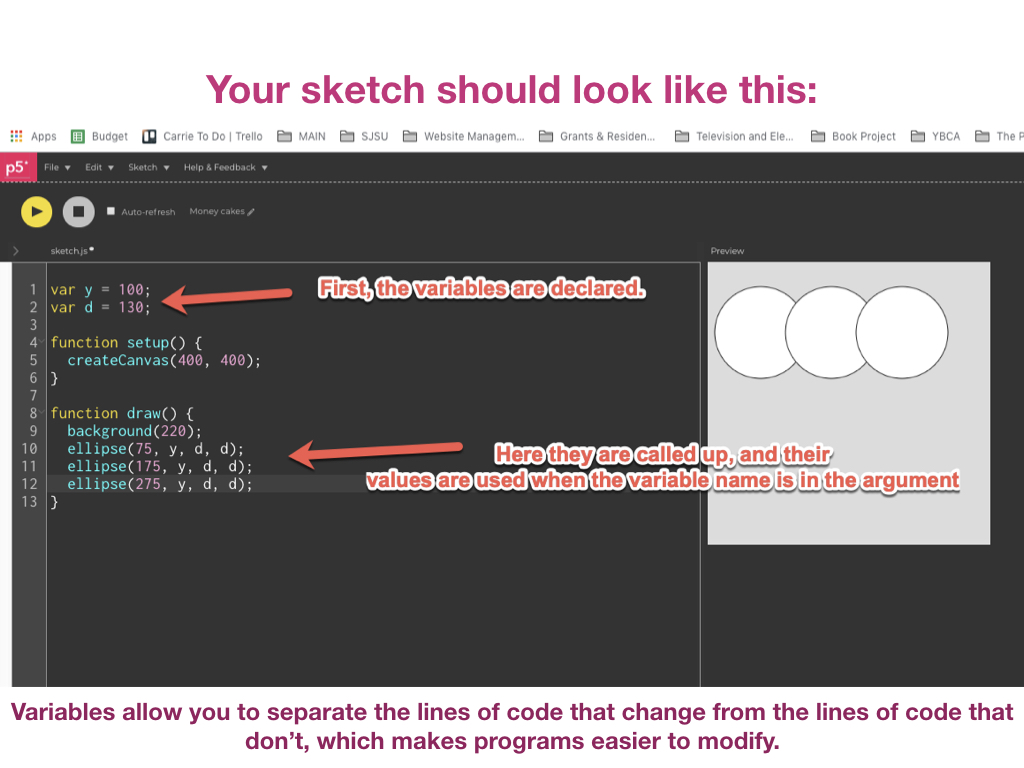 Your sketch should look like this:
Apps Budget Carrie To Do | Trello MAIN SJSU Website Managem... Grants & Residen... Television and Ele... Book Project YBCA The P
p5* File Edit Sketch Help & Feedback
Auto-refresh Money cakes
sketch.js Preview
1 var y = 100;
First, the variables are declared.
2 var d = 130;
3
4 function setup() {
5 createCanvas(400, 400);
6 }
7
8 function draw() {
9 background(220);
10 ellipse(75, y, d, d);
Here they are called up, and their
11 ellipse(175, y, d, d);
values are used when the variable name is in the argument
12 ellipse(275, y, d, d);
13 }
Variables allow you to separate the lines of code that change from the lines of code that
don’t, which makes programs easier to modify.